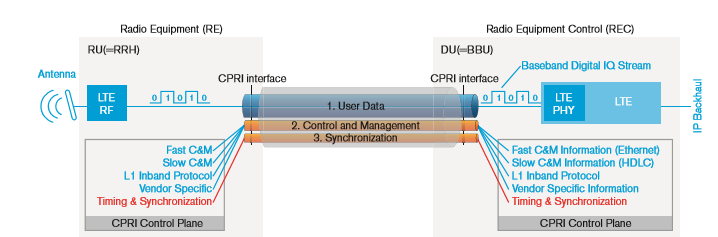 Radio Equipment (RE)
Radio Equipment Control (REC)
RU(=RRH)
DU(=BBU)
Baseband Digital IQ Stream
Antenna
CPRI interface
CPRI interface
LTE
RF
0 1 0 1 0
1. User Data
0 1 0 1 0
LTE
PHY
LTE
IP Backhaul
2. Control and Management
3. Synchronization
Fast C&M
Slow C&M
L1 Inband Protocol
Vendor Specific
Timing & Synchronization
CPRI Control Plane
Fast C&M Information (Ethernet)
Slow C&M Information (HDLC)
L1 Inband Protocol
Vendor Specific Information
Timing & Synchronization
CPRI Control Plane